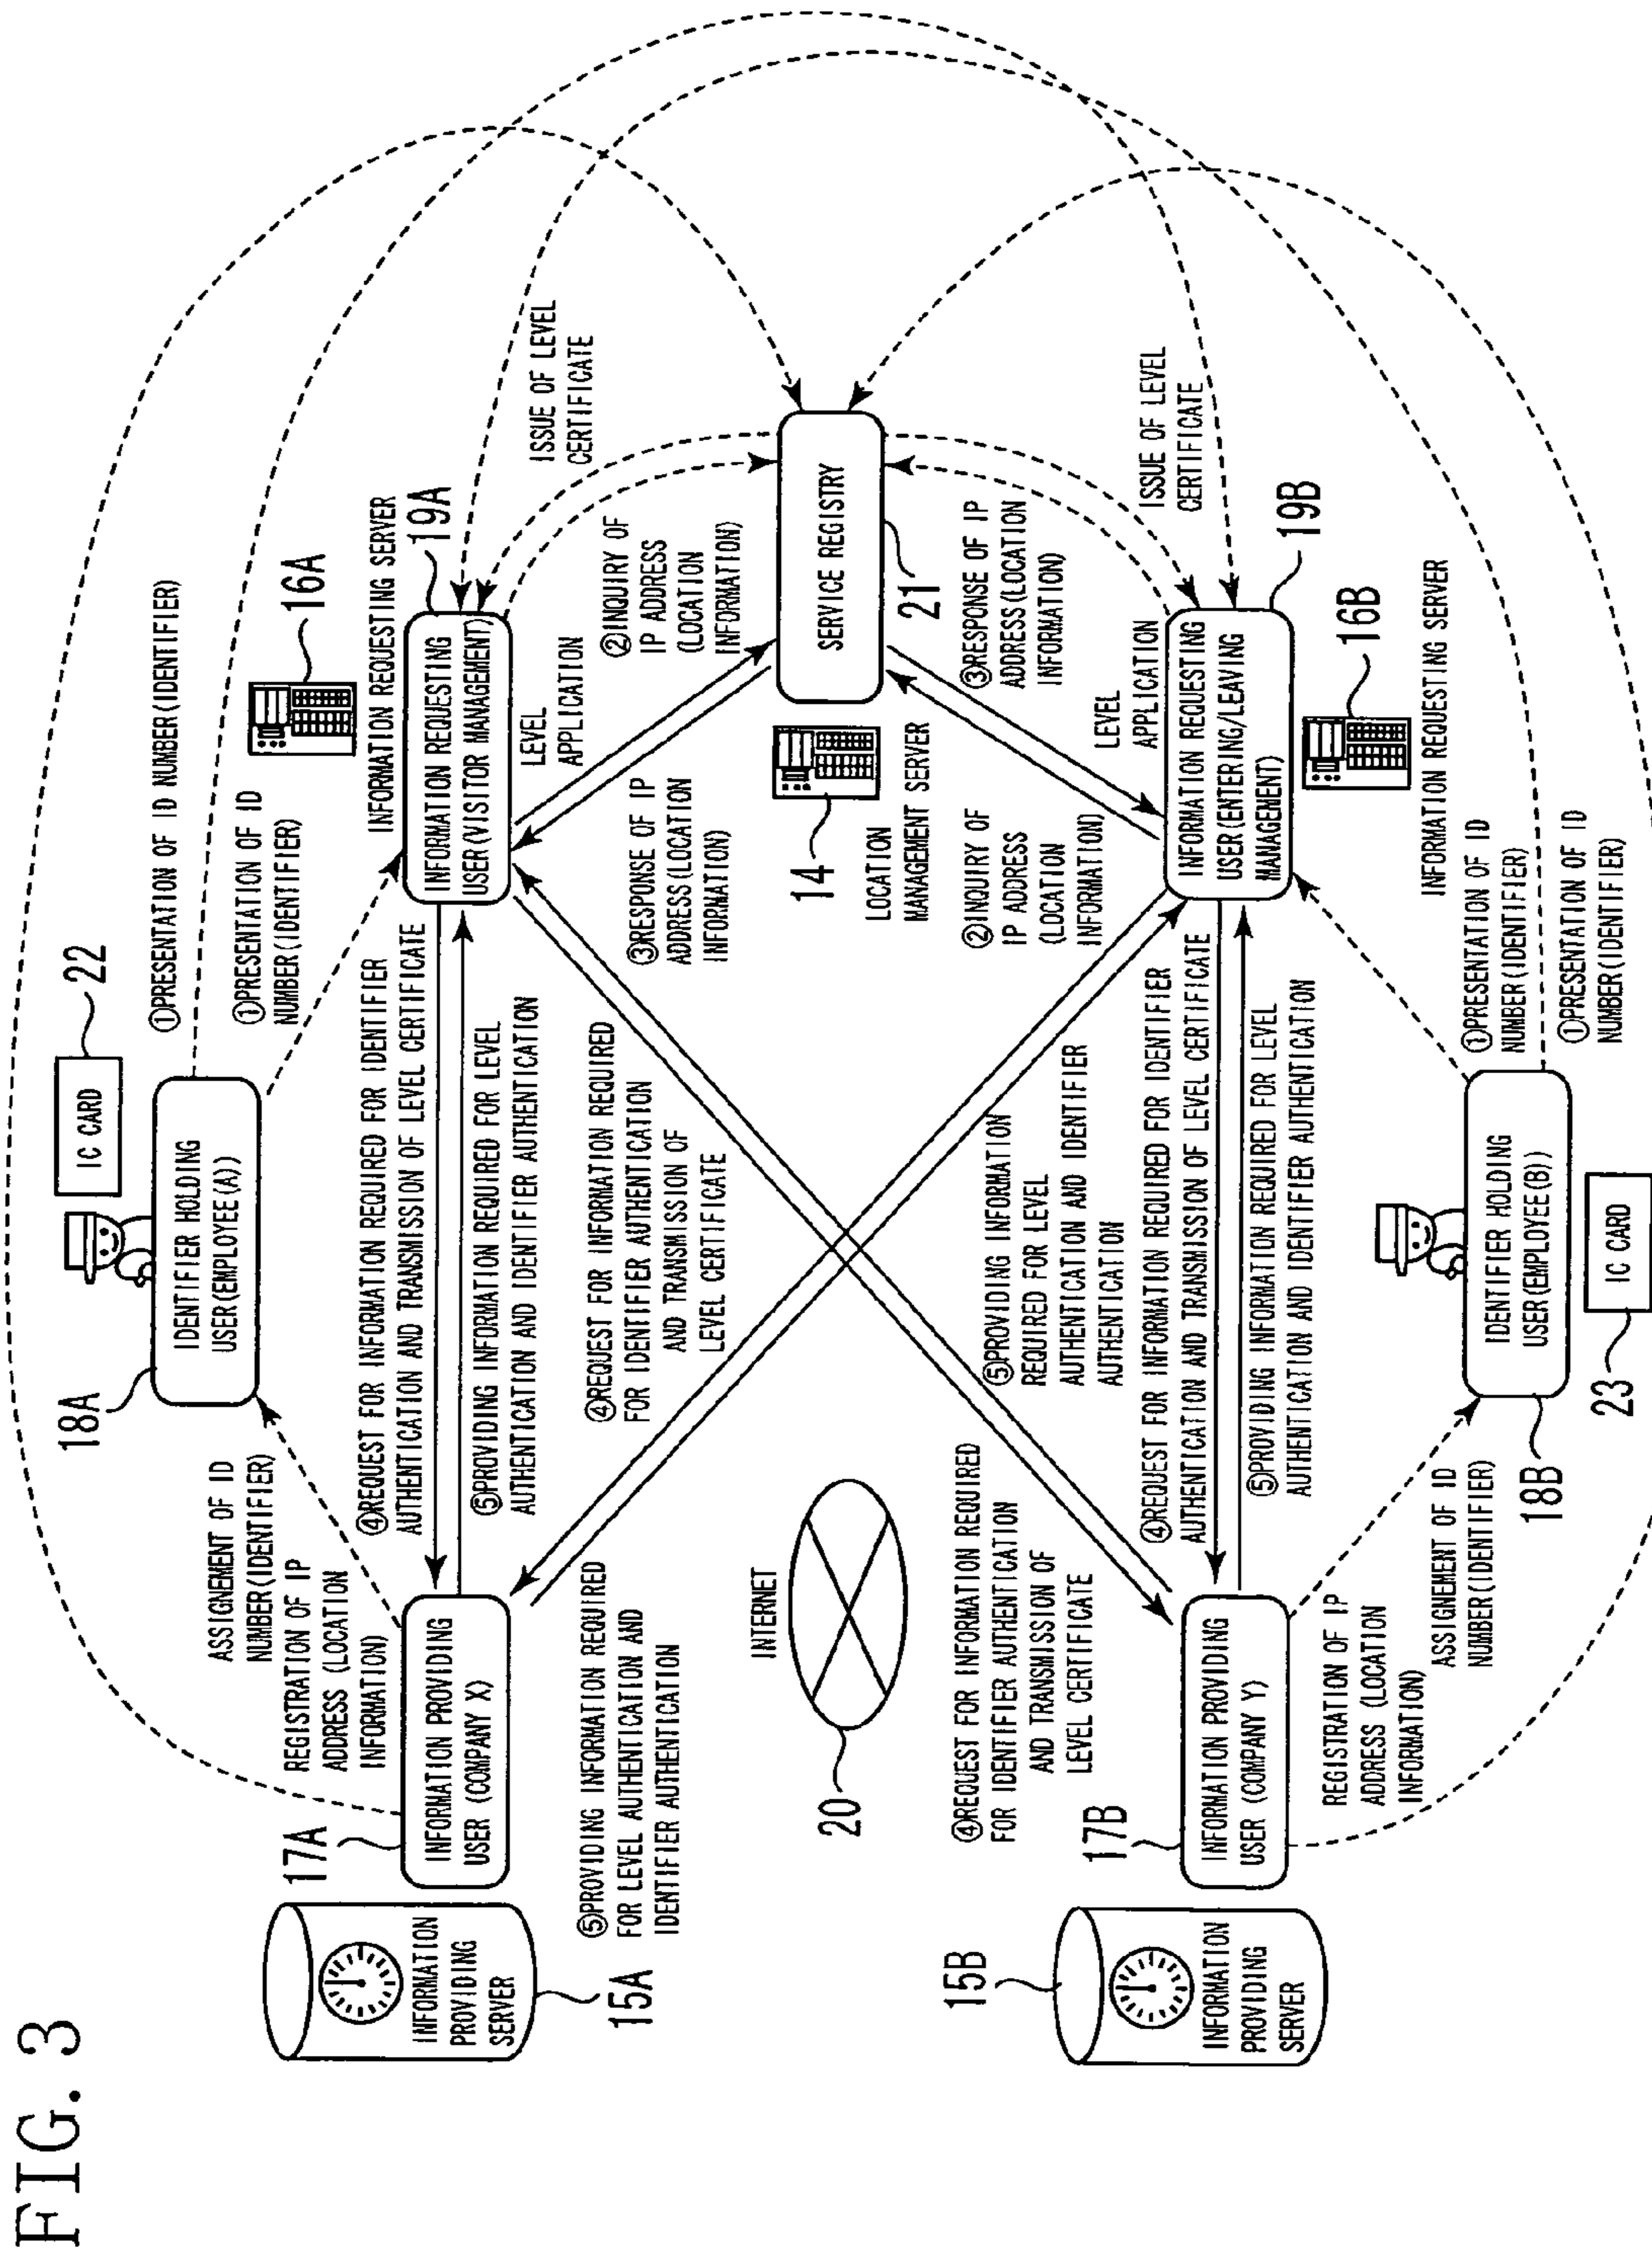 FIG. 3
15A
INFORMATION
PROVIDING
SERVER
17A
INFORMATION PROVIDING
USER (COMPANY X)
REGISTRATION OF IP
ADDRESS (LOCATION
INFORMATION)
ASSIGNEMENT OF ID
NUMBER(IDENTIFIER)
18A
IDENTIFIER HOLDING
USER(EMPLOYEE(A))
IC CARD
22
①PRESENTATION OF ID NUMBER(IDENTIFIER)
①PRESENTATION OF ID
NUMBER(IDENTIFIER)
16A
INFORMATION REQUESTING SERVER
19A
INFORMATION REQUESTING
USER(VISITOR MANAGEMENT)
④REQUEST FOR INFORMATION REQUIRED FOR IDENTIFIER
AUTHENTICATION AND TRANSMISSION OF LEVEL CERTIFICATE
⑤PROVIDING INFORMATION REQUIRED FOR LEVEL
AUTHENTICATION AND IDENTIFIER AUTHENTICATION
④REQUEST FOR INFORMATION REQUIRED
FOR IDENTIFIER AUTHENTICATION
AND TRANSMISSION OF
LEVEL CERTIFICATE
⑤PROVIDING INFORMATION REQUIRED
FOR LEVEL AUTHENTICATION AND
IDENTIFIER AUTHENTICATION
LEVEL
APPLICATION
②INQUIRY OF
IP ADDRESS
(LOCATION
INFORMATION)
③RESPONSE OF IP
ADDRESS(LOCATION
INFORMATION)
ISSUE OF LEVEL
CERTIFICATE
INTERNET
20
14
LOCATION
MANAGEMENT SERVER
SERVICE REGISTRY
21
②INQUIRY OF
IP ADDRESS
(LOCATION
INFORMATION)
③RESPONSE OF IP
ADDRESS(LOCATION
INFORMATION)
LEVEL
APPLICATION
ISSUE OF LEVEL
CERTIFICATE
④REQUEST FOR INFORMATION REQUIRED
FOR IDENTIFIER AUTHENTICATION
AND TRANSMISSION OF
LEVEL CERTIFICATE
⑤PROVIDING INFORMATION
REQUIRED FOR LEVEL
AUTHENTICATION AND IDENTIFIER
AUTHENTICATION
④REQUEST FOR INFORMATION REQUIRED FOR IDENTIFIER
AUTHENTICATION AND TRANSMISSION OF LEVEL CERTIFICATE
⑤PROVIDING INFORMATION REQUIRED FOR LEVEL
AUTHENTICATION AND IDENTIFIER AUTHENTICATION
15B
INFORMATION
PROVIDING
SERVER
17B
INFORMATION PROVIDING
USER (COMPANY Y)
INFORMATION REQUESTING
USER(ENTERING/LEAVING
MANAGEMENT)
19B
16B
INFORMATION REQUESTING SERVER
REGISTRATION OF IP
ADDRESS (LOCATION
INFORMATION)
ASSIGNEMENT OF ID
NUMBER(IDENTIFIER)
18B
IDENTIFIER HOLDING
USER(EMPLOYEE(B))
①PRESENTATION OF ID
NUMBER(IDENTIFIER)
①PRESENTATION OF ID
NUMBER(IDENTIFIER)
23
IC CARD